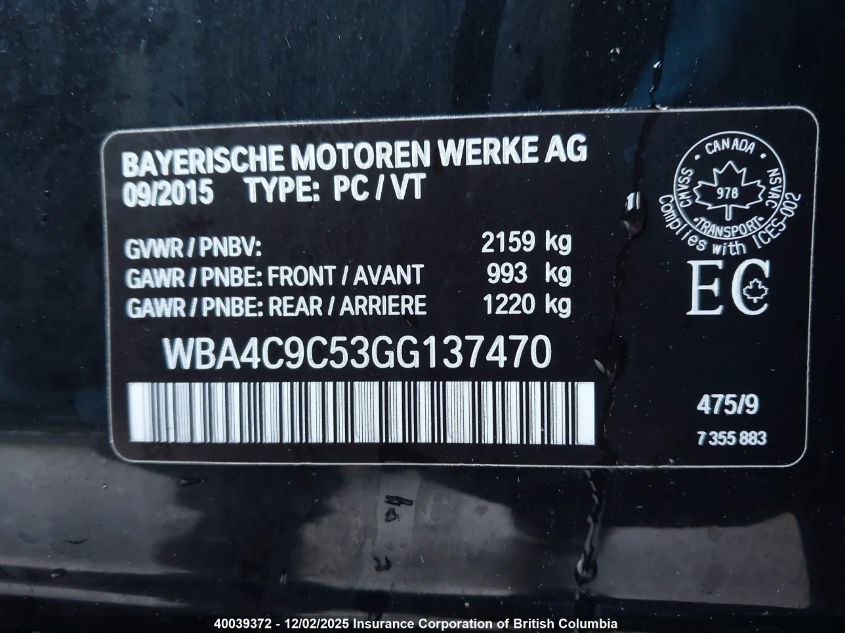 BAYERISCHE MOTOREN WERKE AG
09/2015 TYPE: PC / VT
GVWR / PNBV: 2159 kg
GAWR / PNBE: FRONT / AVANT 993 kg
GAWR / PNBE: REAR / ARRIERE 1220 kg
WBA4C9C53GG137470
CANADA
CMVSS
NSVAC
978
TRANSPORT
Complies with ICES-002
EC
475/9
7 355 883
40039372 - 12/02/2025 Insurance Corporation of British Columbia